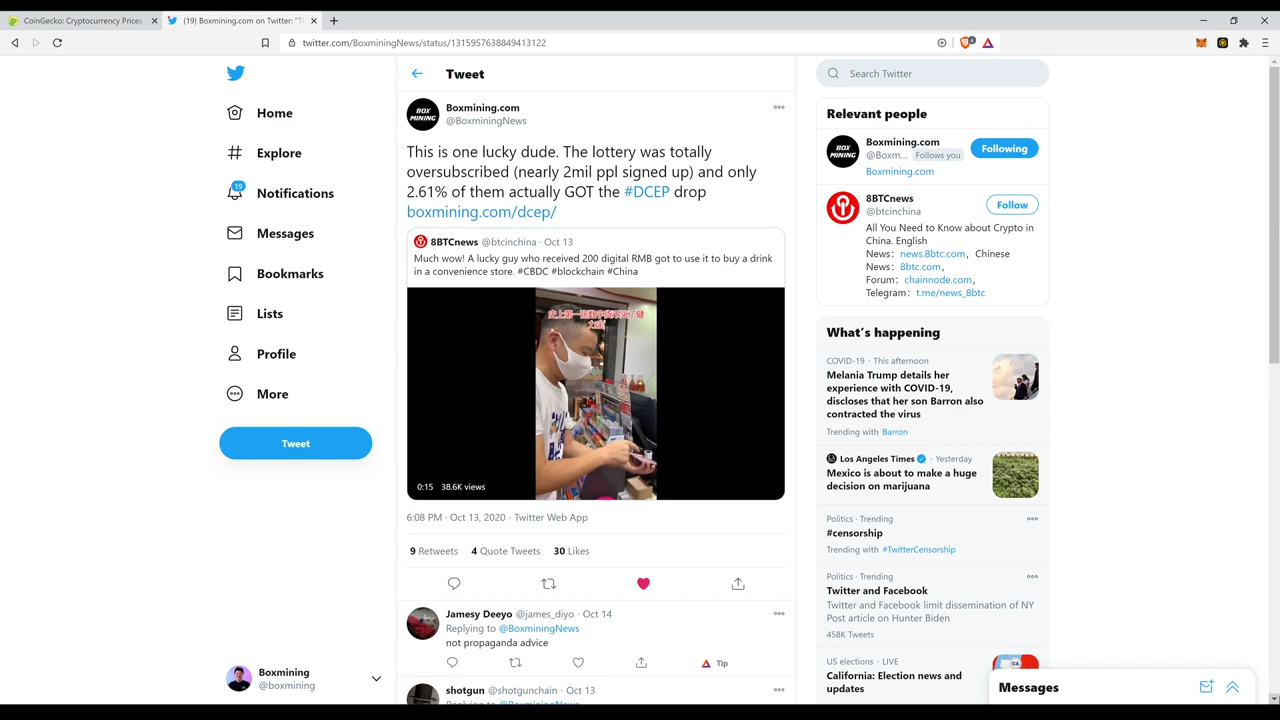 CoinGecko: Cryptocurrency Prices
(19) Boxmining.com on Twitter: "T
twitter.com/BoxminingNews/status/1315957638849413122
Home
Explore
19
Notifications
Messages
Bookmarks
Lists
Profile
More
Tweet
Boxmining
@boxmining
Tweet
BOX
MINING
Boxmining.com
@BoxminingNews
This is one lucky dude. The lottery was totally
oversubscribed (nearly 2mil ppl signed up) and only
2.61% of them actually GOT the #DCEP drop
boxmining.com/dcep/
8BTCnews @btcinchina · Oct 13
Much wow! A lucky guy who received 200 digital RMB got to use it to buy a drink
in a convenience store. #CBDC #blockchain #China
0:15 38.6K views
6:08 PM · Oct 13, 2020 · Twitter Web App
9 Retweets 4 Quote Tweets 30 Likes
Jamesy Deeyo @james_diyo · Oct 14
Replying to @BoxminingNews
not propaganda advice
Tip
shotgun @shotgunchain · Oct 13
Replying to @BoxminingNews
Search Twitter
Relevant people
BOX
MINING
Boxmining.com
@Boxm... Follows you
Following
Boxmining.com
8BTCnews
@btcinchina
Follow
All You Need to Know about Crypto in
China. English
News：news.8btc.com，Chinese
News：8btc.com，
Forum：chainnode.com，
Telegram：t.me/news_8btc
What's happening
COVID-19 · This afternoon
Melania Trump details her
experience with COVID-19,
discloses that her son Barron also
contracted the virus
Trending with Barron
Los Angeles Times · Yesterday
Mexico is about to make a huge
decision on marijuana
Politics · Trending
#censorship
Trending with #TwitterCensorship
Politics · Trending
Twitter and Facebook
Twitter and Facebook limit dissemination of NY
Post article on Hunter Biden
458K Tweets
US elections · LIVE
California: Election news and
updates
Messages